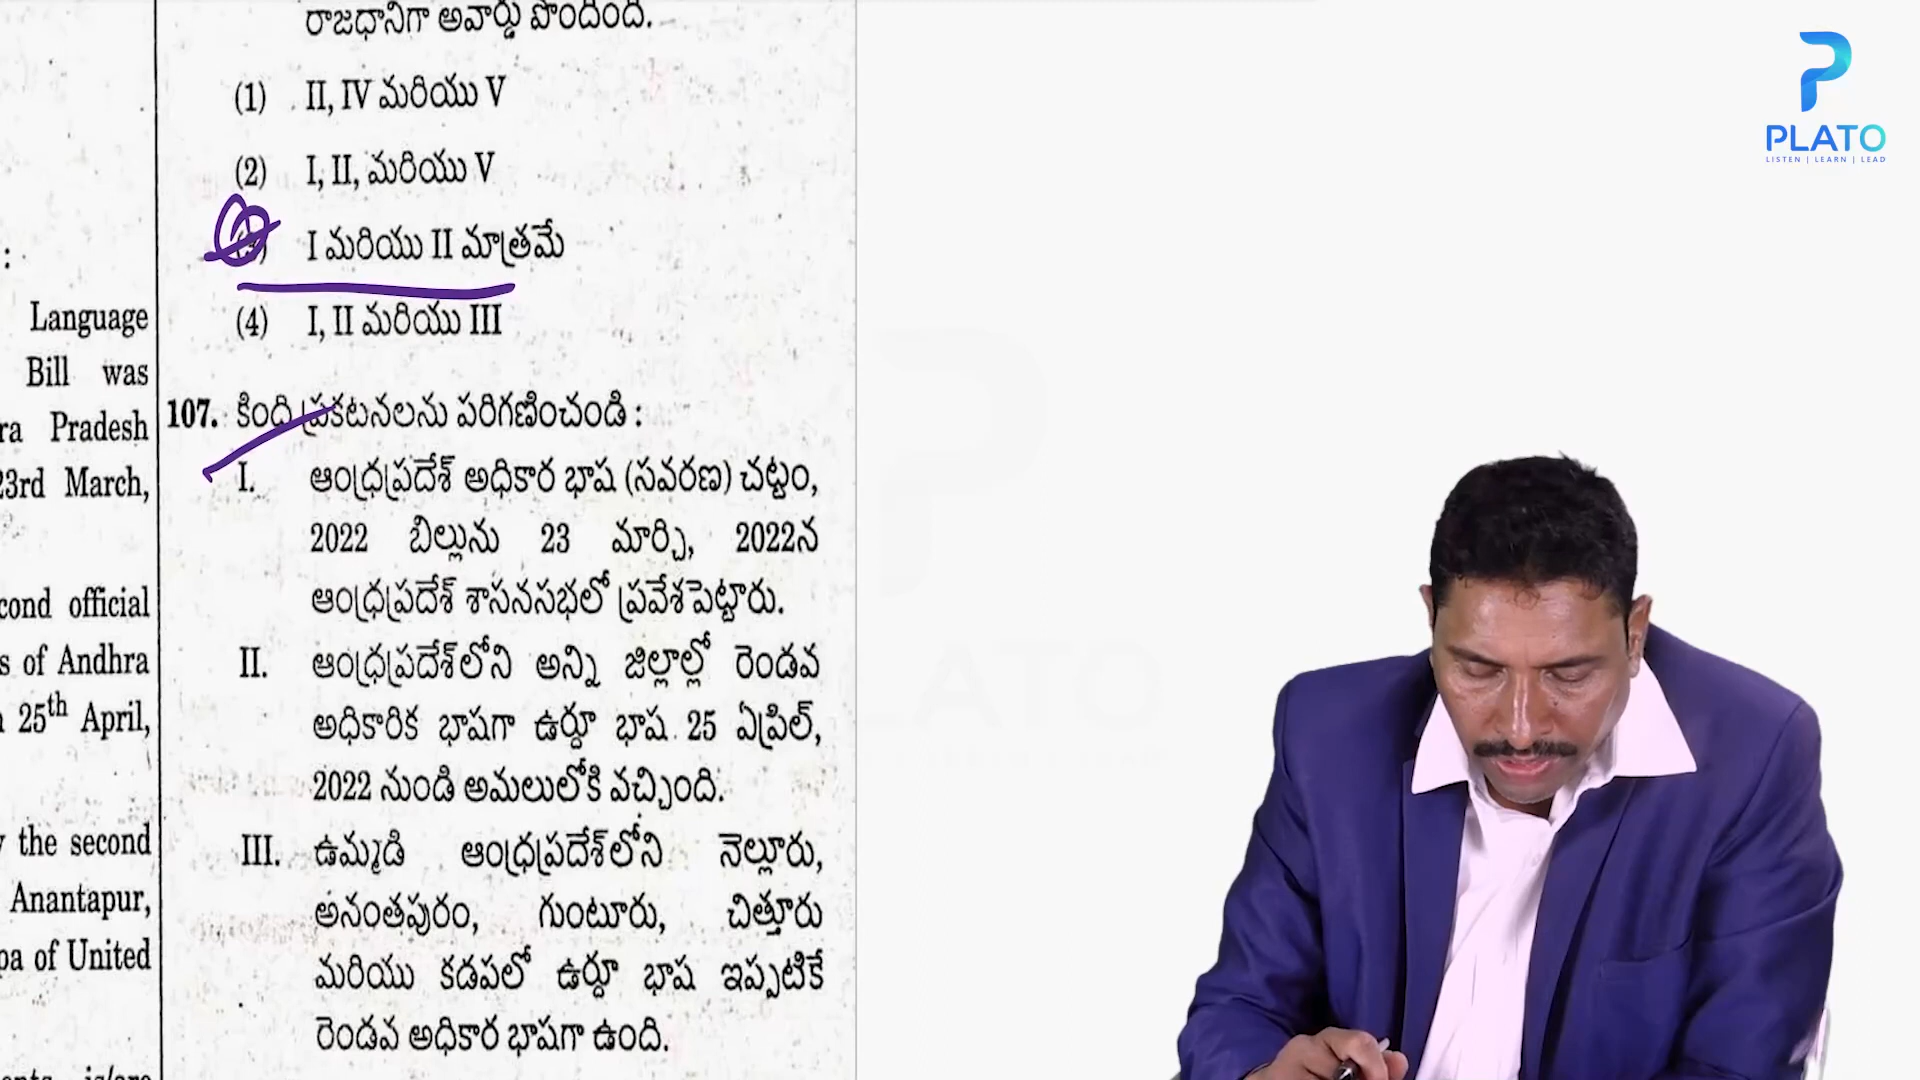 రాజధానిగా అవార్డు పొందింది.
(1) II, IV మరియు V
(2) I, II, మరియు V
(3) I మరియు II మాత్రమే
(4) I, II మరియు III
107. కింది ప్రకటనలను పరిగణించండి :
I. ఆంధ్రప్రదేశ్ అధికార భాష (సవరణ) చట్టం,
2022 బిల్లును 23 మార్చి, 2022న
ఆంధ్రప్రదేశ్ శాసనసభలో ప్రవేశపెట్టారు.
II. ఆంధ్రప్రదేశ్‌లోని అన్ని జిల్లాల్లో రెండవ
అధికారిక భాషగా ఉర్దూ భాష 25 ఏప్రిల్,
2022 నుండి అమలులోకి వచ్చింది.
III. ఉమ్మడి ఆంధ్రప్రదేశ్‌లోని నెల్లూరు,
అనంతపురం, గుంటూరు, చిత్తూరు
మరియు కడపలో ఉర్దూ భాష ఇప్పటికే
రెండవ అధికార భాషగా ఉంది.
:
Language
Bill was
ra Pradesh
23rd March,
cond official
s of Andhra
25th April,
y the second
Anantapur,
pa of United
PLATO
LISTEN | LEARN | LEAD
PLATO